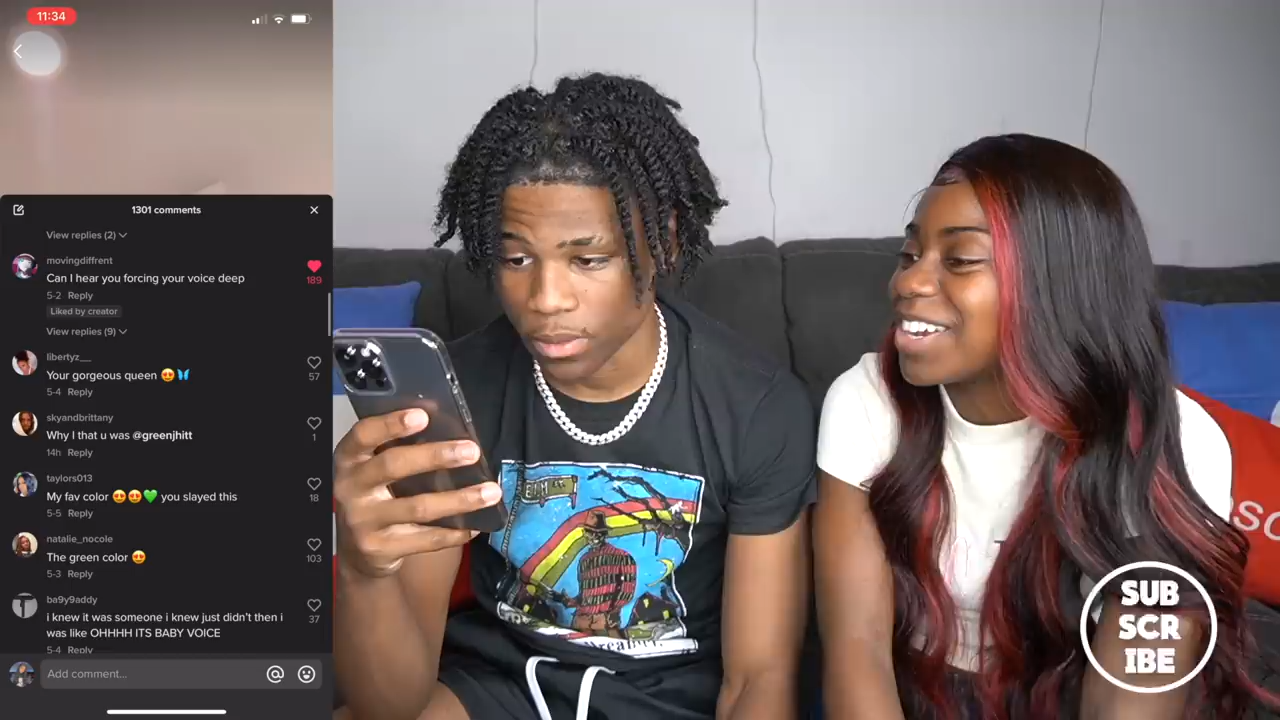 11:34
1301 comments
View replies (2)
movingdiffrent
Can I hear you forcing your voice deep
189
5-2 Reply
Liked by creator
View replies (9)
libertyz__
Your gorgeous queen 😍🦋
57
5-4 Reply
skyandbrittany
Why I that u was @greenjhitt
1
14h Reply
taylors013
My fav color 😍😍💚 you slayed this
18
5-5 Reply
natalie_nocole
The green color 😍
103
5-3 Reply
ba9y9addy
i knew it was someone i knew just didn't then i
was like OHHHH ITS BABY VOICE
37
5-4 Reply
Add comment...
ELM ST
SUB
SCR
IBE